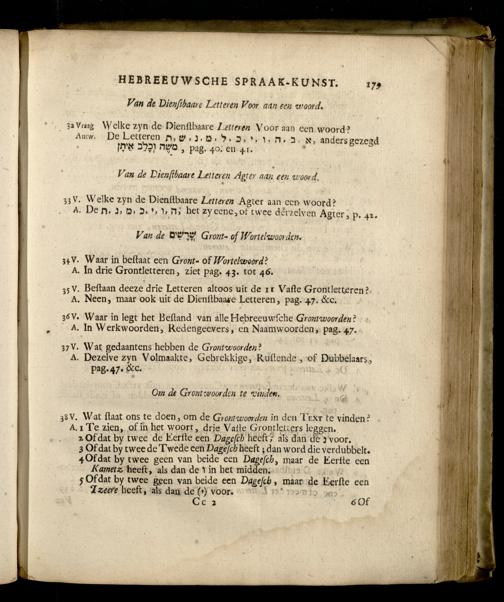 HEBREEUWSCHE SPRAAK-KUNST. 179
Van de Dienſtbaare Letteren Voor aan een woord.
32 Vraag Welke zyn de Dienſtbaare Letteren Voor aan een woord?
Antw. De Letteren א, ב, ה, ו, י, כ, ל, מ, נ, ש, ת, anders gezegd
משה וכלב איתן, pag. 40. en 41.
Van de Dienſtbaare Letteren Agter aan een woord.
33 V. Welke zyn de Dienſtbaare Letteren Agter aan een woord?
A. De ה, ו, י, כ, מ, נ, ת, het zy eene, of twee derzelven Agter, p. 42.
Van de שרשים Gront- of Wortelwoorden.
34 V. Waar in beſtaat een Gront- of Wortelwoord?
A. In drie Grontletteren, ziet pag. 43. tot 46.
35 V. Beſtaan deeze drie Letteren altoos uit de 11 Vaſte Grontletteren?
A. Neen, maar ook uit de Dienſtbaare Letteren, pag. 47. &c.
36 V. Waar in legt het Beſtand van alle Hebreeuwſche Grontwoorden?
A. In Werkwoorden, Redengeevers, en Naamwoorden, pag. 47.
37 V. Wat gedaantens hebben de Grontwoorden?
A. Dezelve zyn Volmaakte, Gebrekkige, Ruſtende, of Dubbelaars,
pag. 47. &c.
Om de Grontwoorden te vinden.
38 V. Wat ſtaat ons te doen, om de Grontwoorden in den TEXT te vinden?
A. 1 Te zien, of in het woort, drie Vaſte Grontletters leggen.
2 Of dat by twee de Eerſte een Dageſch heeft, als dan de נ voor.
3 Of dat by twee de Twede een Dageſch heeft; dan word die verdubbelt.
4 Of dat by twee geen van beide een Dageſch, maar de Eerſte een
Kametz heeft, als dan de ו in het midden.
5 Of dat by twee geen van beide een Dageſch, maar de Eerſte een
Tzeere heeft, als dan de (י) voor.
Cc 2 6 Of